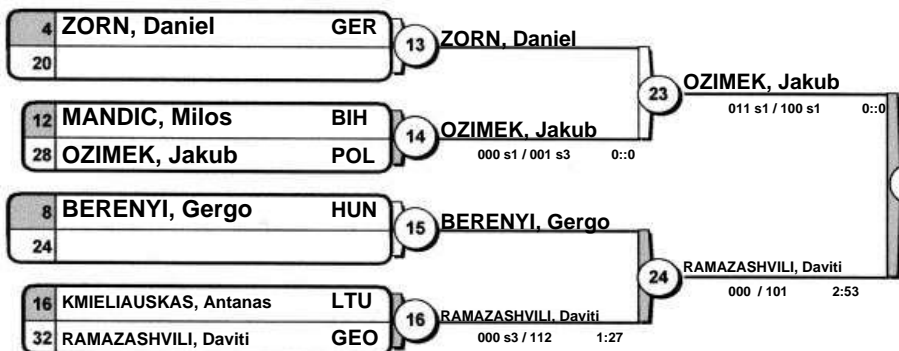 4 ZORN, Daniel GER
20
13 ZORN, Daniel
12 MANDIC, Milos BIH
28 OZIMEK, Jakub POL
14 OZIMEK, Jakub
000 s1 / 001 s3 0::0
23 OZIMEK, Jakub
011 s1 / 100 s1 0::0
8 BERENYI, Gergo HUN
24
15 BERENYI, Gergo
16 KMIELIAUSKAS, Antanas LTU
32 RAMAZASHVILI, Daviti GEO
16 RAMAZASHVILI, Daviti
000 s3 / 112 1:27
24 RAMAZASHVILI, Daviti
000 / 101 2:53